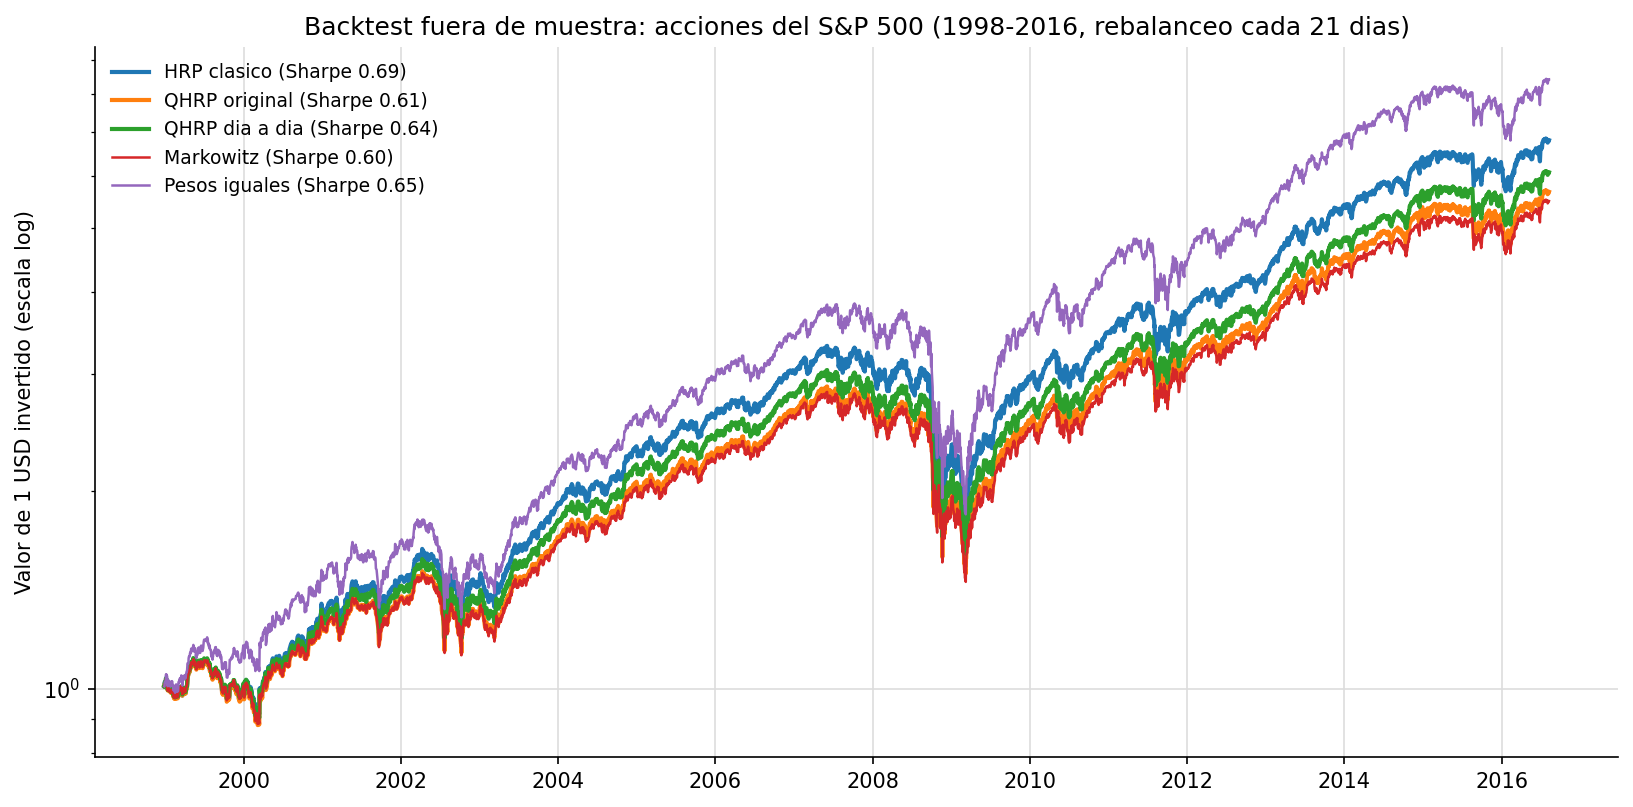 Backtest fuera de muestra: acciones del S&P 500 (1998-2016, rebalanceo cada 21 dias)
HRP clasico (Sharpe 0.69)
QHRP original (Sharpe 0.61)
QHRP dia a dia (Sharpe 0.64)
Markowitz (Sharpe 0.60)
Pesos iguales (Sharpe 0.65)
Valor de 1 USD invertido (escala log)
10⁰
2000 2002 2004 2006 2008 2010 2012 2014 2016